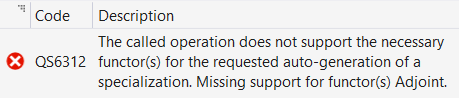 Code Description
QS6312 The called operation does not support the necessary
functor(s) for the requested auto-generation of a
specialization. Missing support for functor(s) Adjoint.